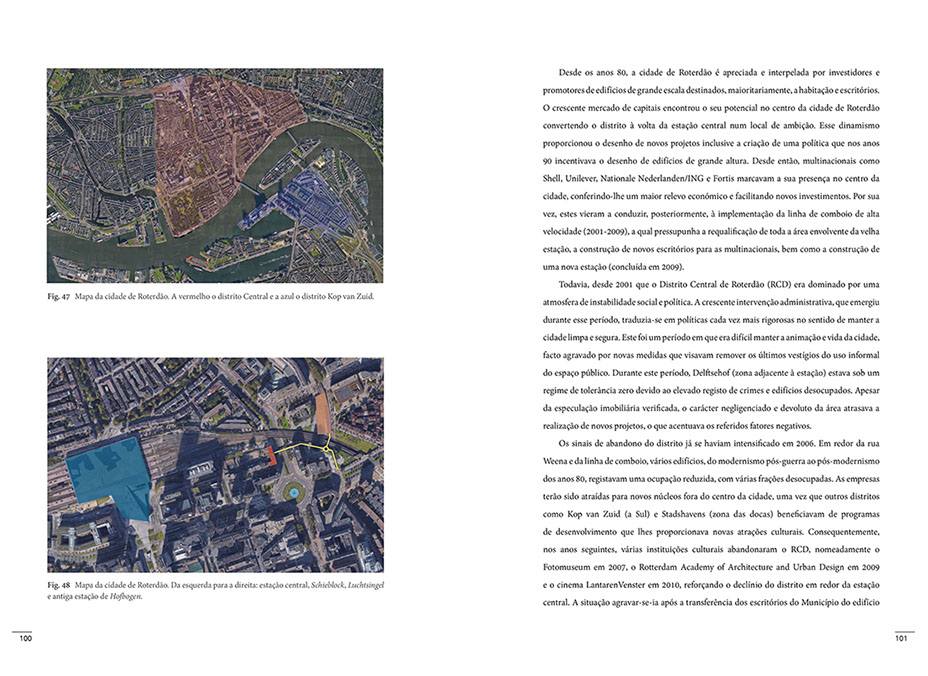 Fig. 47 Mapa da cidade de Roterdão. A vermelho o distrito Central e a azul o distrito Kop van Zuid.
Fig. 48 Mapa da cidade de Roterdão. Da esquerda para a direita: estação central, Schieblock, Luchtsingel
e antiga estação de Hofbogen.
100
Desde os anos 80, a cidade de Roterdão é apreciada e interpelada por investidores e
promotores de edifícios de grande escala destinados, maioritariamente, a habitação e escritórios.
O crescente mercado de capitais encontrou o seu potencial no centro da cidade de Roterdão
convertendo o distrito à volta da estação central num local de ambição. Esse dinamismo
proporcionou o desenho de novos projetos inclusive a criação de uma política que nos anos
90 incentivava o desenho de edifícios de grande altura. Desde então, multinacionais como
Shell, Unilever, Nationale Nederlanden/ING e Fortis marcavam a sua presença no centro da
cidade, conferindo-lhe um maior relevo económico e facilitando novos investimentos. Por sua
vez, estes vieram a conduzir, posteriormente, à implementação da linha de comboio de alta
velocidade (2001-2009), a qual pressupunha a requalificação de toda a área envolvente da velha
estação, a construção de novos escritórios para as multinacionais, bem como a construção de
uma nova estação (concluída em 2009).
Todavia, desde 2001 que o Distrito Central de Roterdão (RCD) era dominado por uma
atmosfera de instabilidade social e política. A crescente intervenção administrativa, que emergiu
durante esse período, traduzia-se em políticas cada vez mais rigorosas no sentido de manter a
cidade limpa e segura. Este foi um período em que era difícil manter a animação e vida da cidade,
facto agravado por novas medidas que visavam remover os últimos vestígios do uso informal
do espaço público. Durante este período, Delftsehof (zona adjacente à estação) estava sob um
regime de tolerância zero devido ao elevado registo de crimes e edifícios desocupados. Apesar
da especulação imobiliária verificada, o carácter negligenciado e devoluto da área atrasava a
realização de novos projetos, o que acentuava os referidos fatores negativos.
Os sinais de abandono do distrito já se haviam intensificado em 2006. Em redor da rua
Weena e da linha de comboio, vários edifícios, do modernismo pós-guerra ao pós-modernismo
dos anos 80, registavam uma ocupação reduzida, com várias frações desocupadas. As empresas
terão sido atraídas para novos núcleos fora do centro da cidade, uma vez que outros distritos
como Kop van Zuid (a Sul) e Stadshavens (zona das docas) beneficiavam de programas
de desenvolvimento que lhes proporcionava novas atrações culturais. Consequentemente,
nos anos seguintes, várias instituições culturais abandonaram o RCD, nomeadamente o
Fotomuseum em 2007, o Rotterdam Academy of Architecture and Urban Design em 2009
e o cinema LantarenVenster em 2010, reforçando o declínio do distrito em redor da estação
central. A situação agravar-se-ia após a transferência dos escritórios do Município do edifício
101